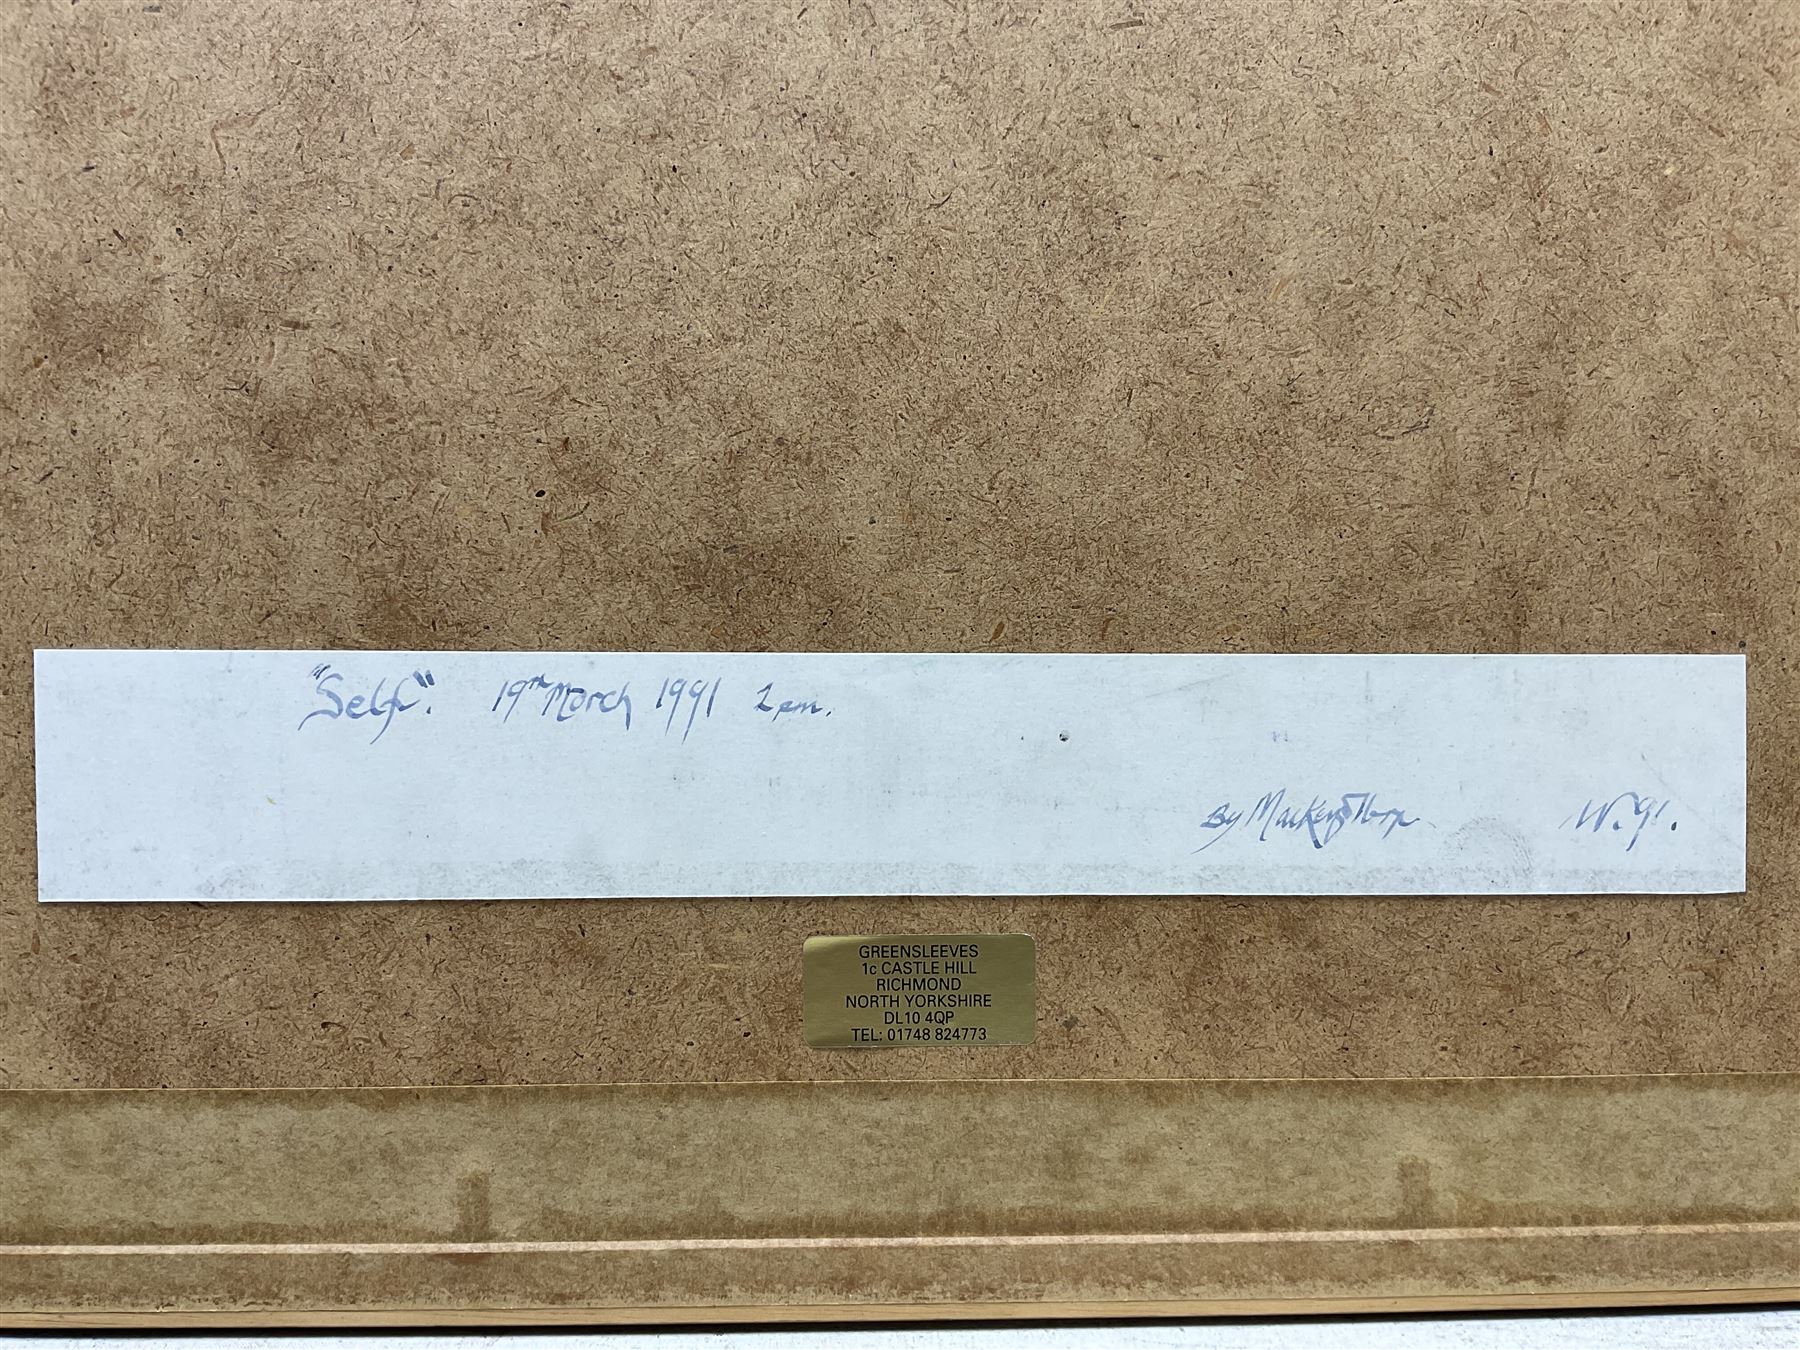 "Self". 19th March 1991 2pm.
By Mackenzie Thorpe W.91.
GREENSLEEVES
1c CASTLE HILL
RICHMOND
NORTH YORKSHIRE
DL10 4QP
TEL: 01748 824773